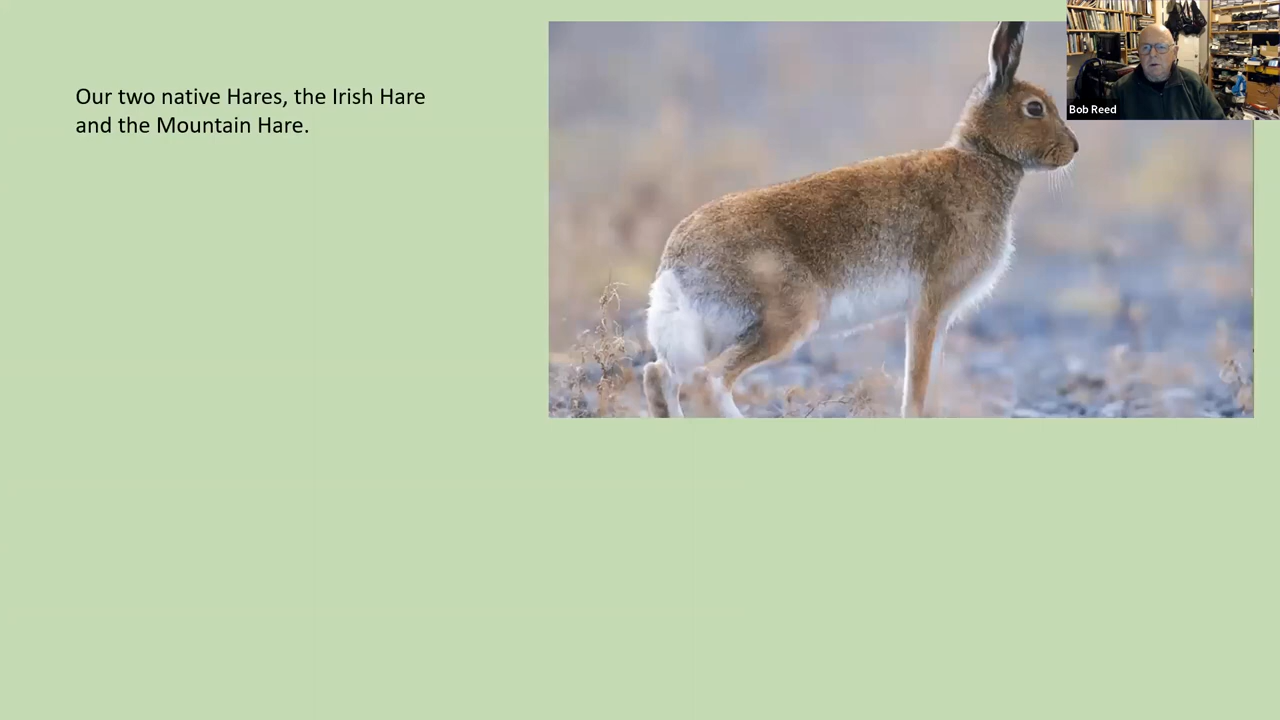 Our two native Hares, the Irish Hare
and the Mountain Hare.
Bob Reed